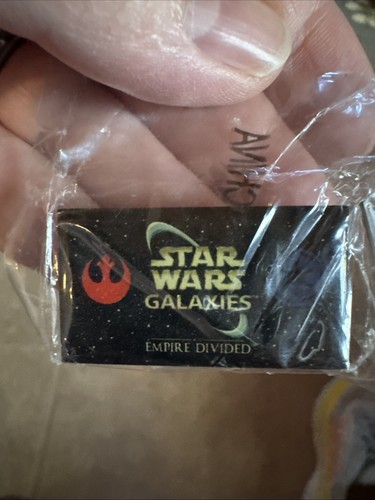 STAR
WARS
GALAXIES
EMPIRE DIVIDED